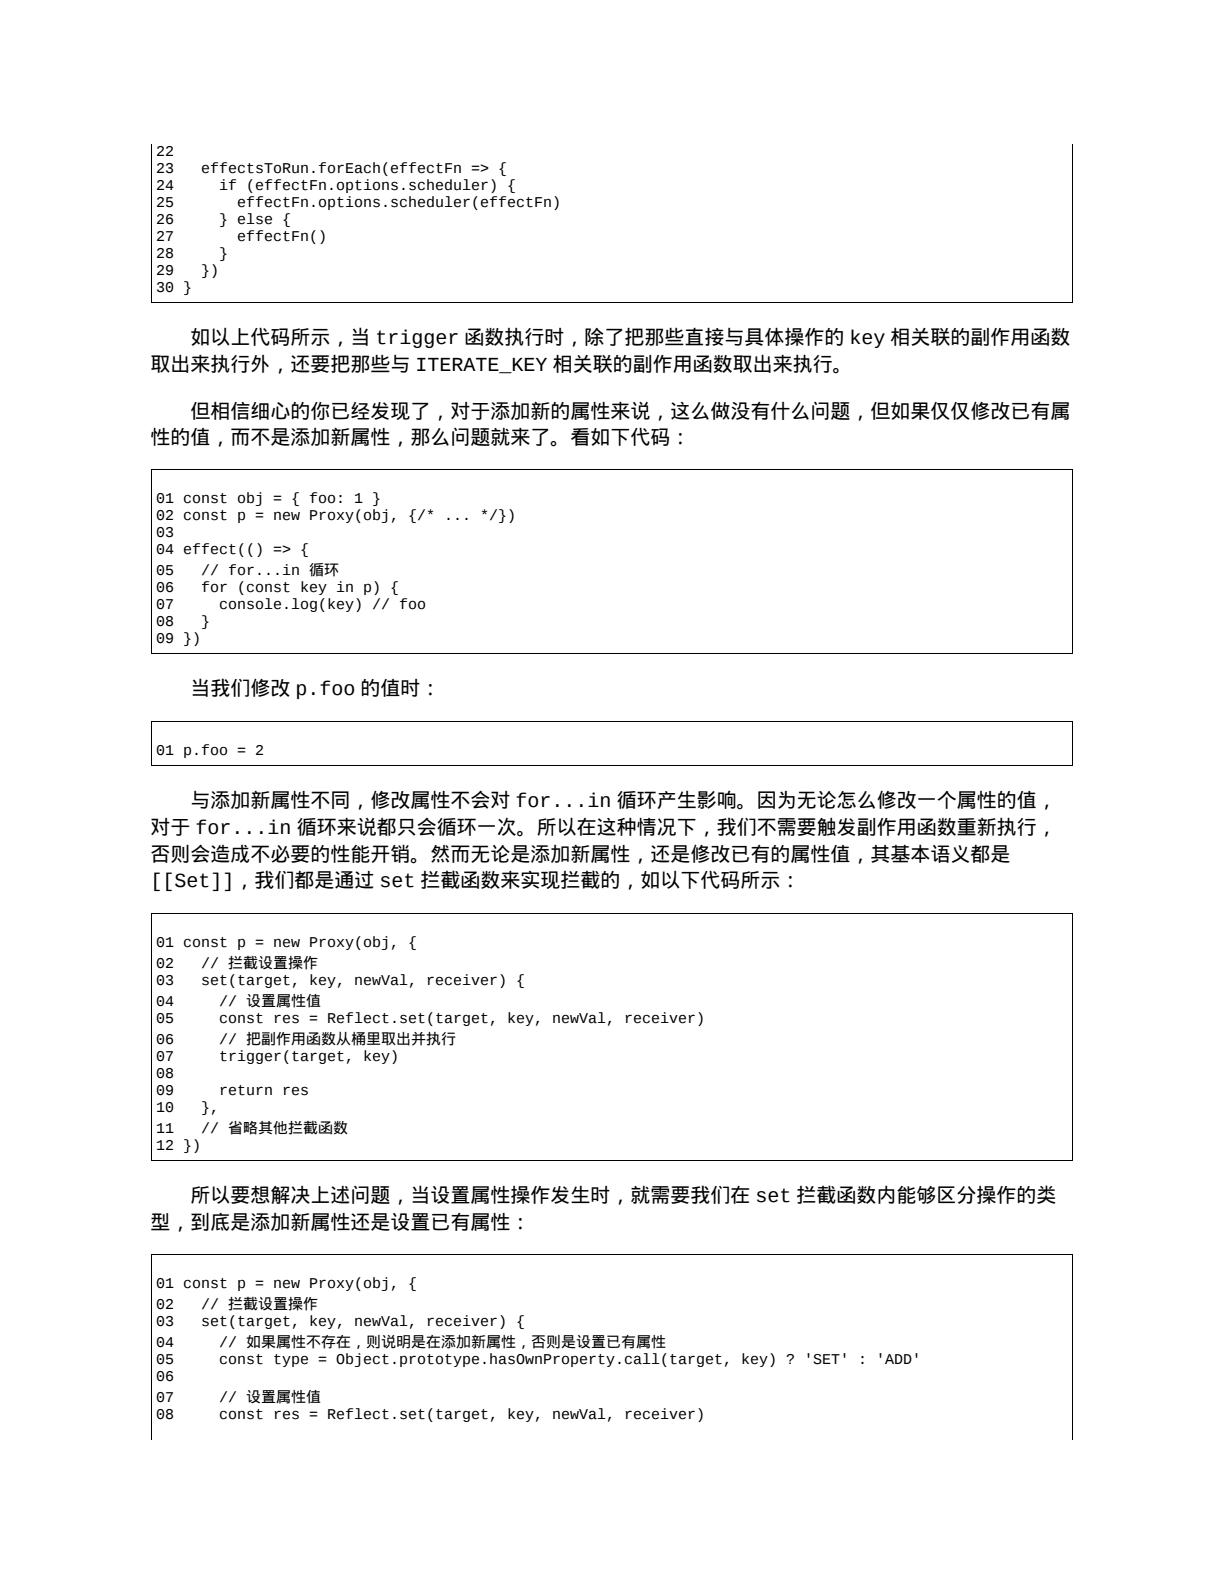 22
23   effectsToRun.forEach(effectFn => {
24     if (effectFn.options.scheduler) {
25       effectFn.options.scheduler(effectFn)
26     } else {
27       effectFn()
28     }
29   })
30 }
如以上代码所示，当 trigger 函数执行时，除了把那些直接与具体操作的 key 相关联的副作用函数
取出来执行外，还要把那些与 ITERATE_KEY 相关联的副作用函数取出来执行。
但相信细心的你已经发现了，对于添加新的属性来说，这么做没有什么问题，但如果仅仅修改已有属
性的值，而不是添加新属性，那么问题就来了。看如下代码：
01 const obj = { foo: 1 }
02 const p = new Proxy(obj, {/* ... */})
03
04 effect(() => {
05   // for...in 循环
06   for (const key in p) {
07     console.log(key) // foo
08   }
09 })
当我们修改 p.foo 的值时：
01 p.foo = 2
与添加新属性不同，修改属性不会对 for...in 循环产生影响。因为无论怎么修改一个属性的值，
对于 for...in 循环来说都只会循环一次。所以在这种情况下，我们不需要触发副作用函数重新执行，
否则会造成不必要的性能开销。然而无论是添加新属性，还是修改已有的属性值，其基本语义都是
[[Set]]，我们都是通过 set 拦截函数来实现拦截的，如以下代码所示：
01 const p = new Proxy(obj, {
02   // 拦截设置操作
03   set(target, key, newVal, receiver) {
04     // 设置属性值
05     const res = Reflect.set(target, key, newVal, receiver)
06     // 把副作用函数从桶里取出并执行
07     trigger(target, key)
08
09     return res
10   },
11   // 省略其他拦截函数
12 })
所以要想解决上述问题，当设置属性操作发生时，就需要我们在 set 拦截函数内能够区分操作的类
型，到底是添加新属性还是设置已有属性：
01 const p = new Proxy(obj, {
02   // 拦截设置操作
03   set(target, key, newVal, receiver) {
04     // 如果属性不存在，则说明是在添加新属性，否则是设置已有属性
05     const type = Object.prototype.hasOwnProperty.call(target, key) ? 'SET' : 'ADD'
06
07     // 设置属性值
08     const res = Reflect.set(target, key, newVal, receiver)